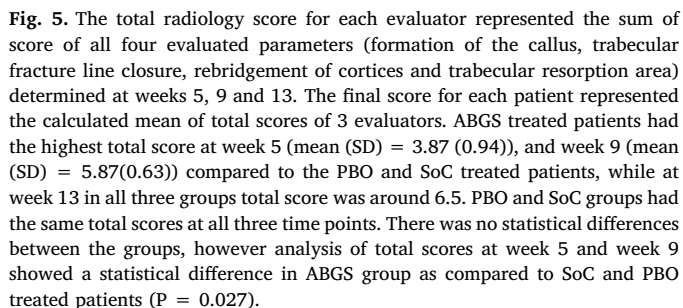 Fig. 5. The total radiology score for each evaluator represented the sum of
score of all four evaluated parameters (formation of the callus, trabecular
fracture line closure, rebridgement of cortices and trabecular resorption area)
determined at weeks 5, 9 and 13. The final score for each patient represented
the calculated mean of total scores of 3 evaluators. ABGS treated patients had
the highest total score at week 5 (mean (SD) = 3.87 (0.94)), and week 9 (mean
(SD) = 5.87(0.63)) compared to the PBO and SoC treated patients, while at
week 13 in all three groups total score was around 6.5. PBO and SoC groups had
the same total scores at all three time points. There was no statistical differences
between the groups, however analysis of total scores at week 5 and week 9
showed a statistical difference in ABGS group as compared to SoC and PBO
treated patients (P = 0.027).